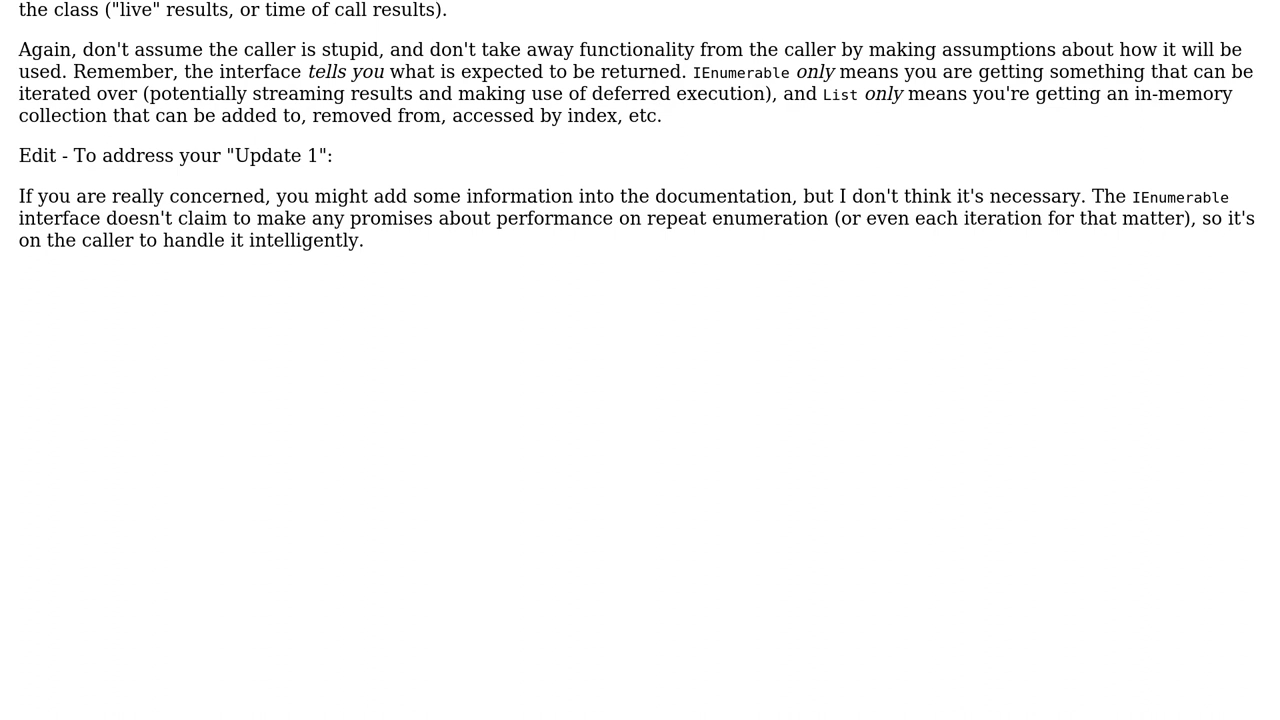 the class ("live" results, or time of call results).
Again, don't assume the caller is stupid, and don't take away functionality from the caller by making assumptions about how it will be
used. Remember, the interface tells you what is expected to be returned. IEnumerable only means you are getting something that can be
iterated over (potentially streaming results and making use of deferred execution), and List only means you're getting an in-memory
collection that can be added to, removed from, accessed by index, etc.
Edit - To address your "Update 1":
If you are really concerned, you might add some information into the documentation, but I don't think it's necessary. The IEnumerable
interface doesn't claim to make any promises about performance on repeat enumeration (or even each iteration for that matter), so it's
on the caller to handle it intelligently.